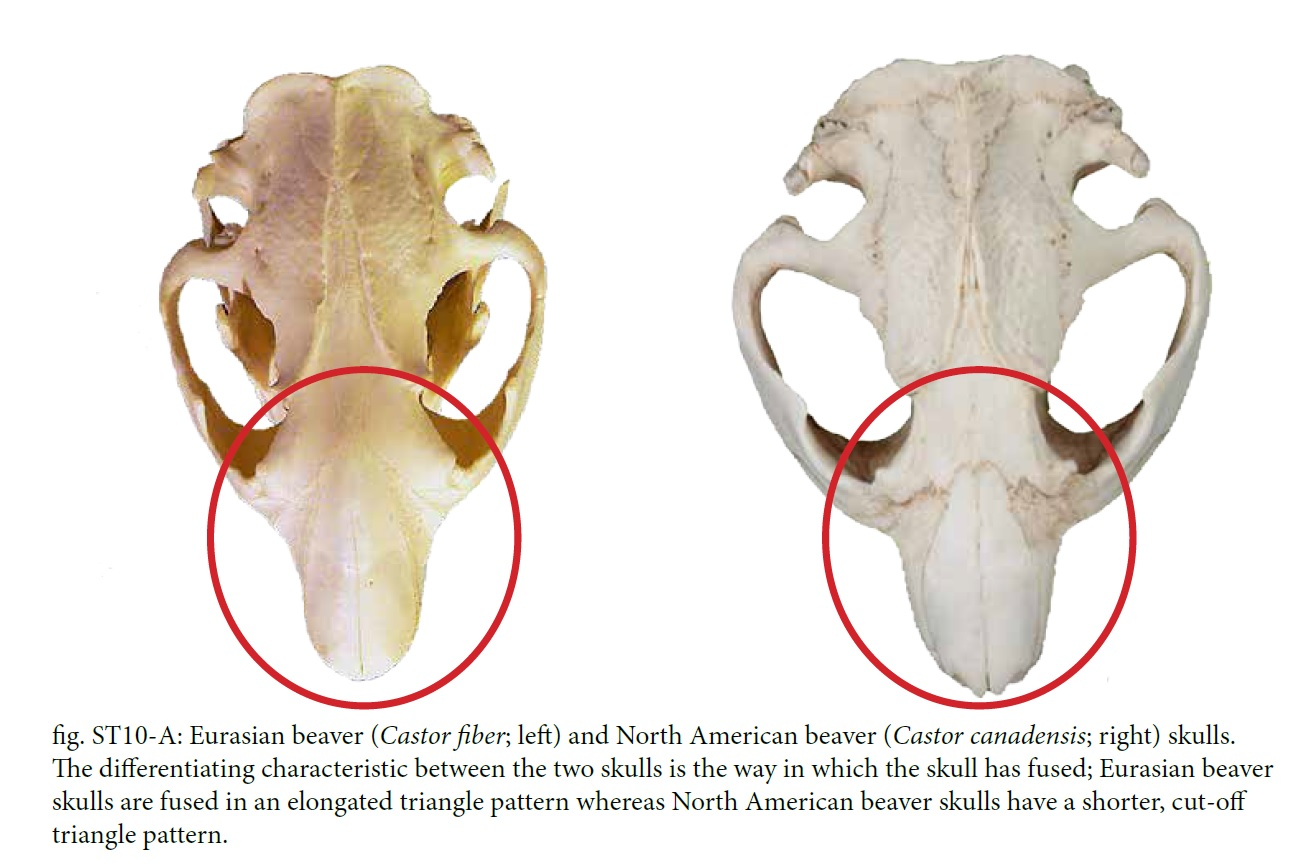 fig. ST10-A: Eurasian beaver (Castor fiber; left) and North American beaver (Castor canadensis; right) skulls.
The differentiating characteristic between the two skulls is the way in which the skull has fused; Eurasian beaver
skulls are fused in an elongated triangle pattern whereas North American beaver skulls have a shorter, cut-off
triangle pattern.